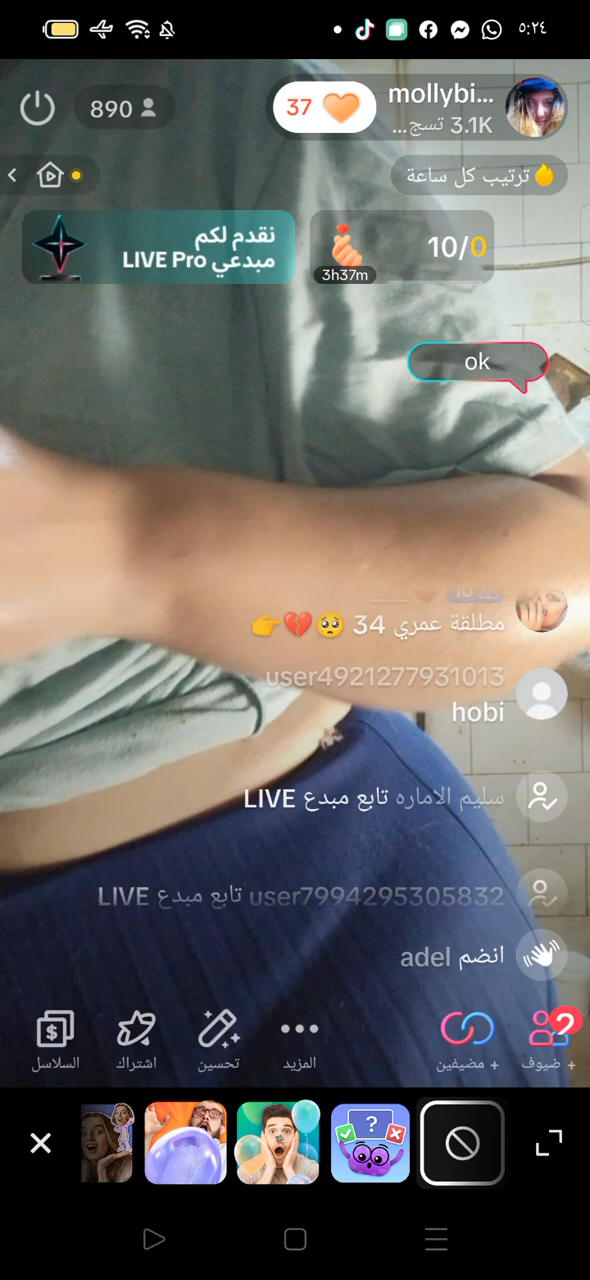 ٥:٢٤
890
37
mollybi...
3.1K تسج...
ترتيب كل ساعة
نقدم لكم
مبدعي LIVE Pro
10/0
3h37m
ok
مطلقة عمري 34 🥺💔👉
user4921277931013
hobi
سليم الاماره تابع مبدع LIVE
user7994295305832 تابع مبدع LIVE
انضم adel
+ ضيوف
2
+ مضيفين
المزيد
تحسين
اشتراك
السلاسل